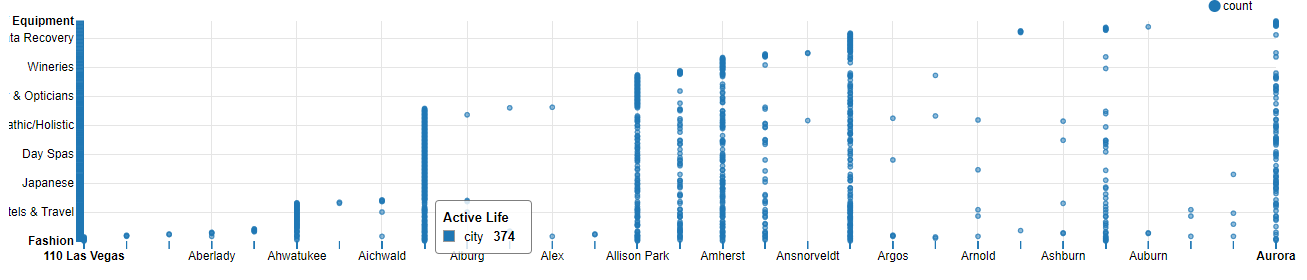 count
Equipment
ta Recovery
Wineries
& Opticians
athic/Holistic
Day Spas
Japanese
tels & Travel
Fashion
Active Life
city 374
110 Las Vegas Aberlady Ahwatukee Aichwald Alburg Alex Allison Park Amherst Ansnorveldt Argos Arnold Ashburn Auburn Aurora